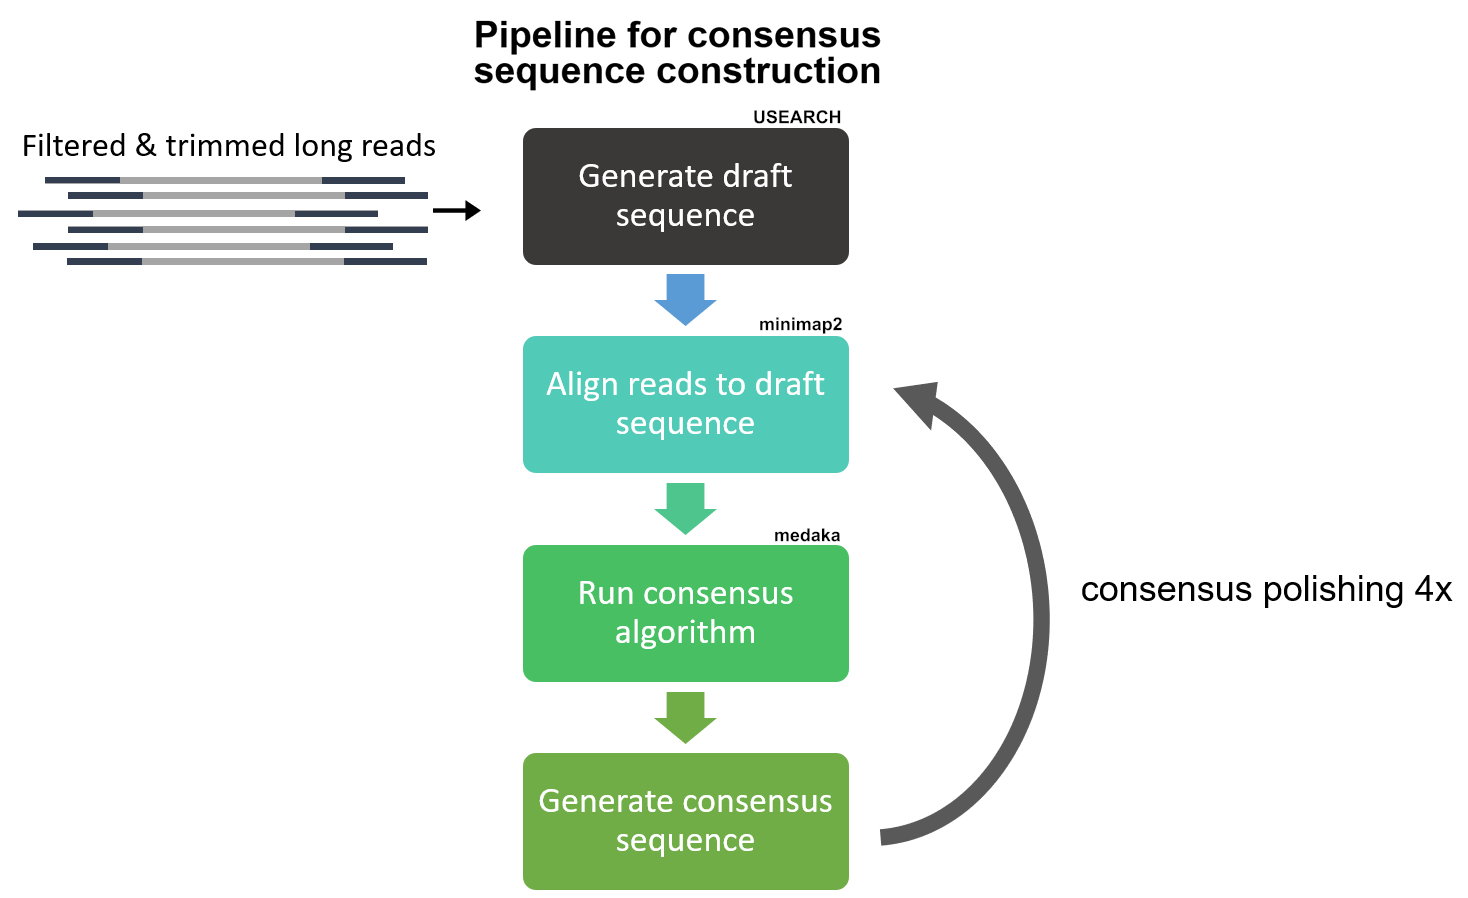 Pipeline for consensus
sequence construction
Filtered & trimmed long reads
USEARCH
Generate draft
sequence
minimap2
Align reads to draft
sequence
medaka
Run consensus
algorithm
consensus polishing 4x
Generate consensus
sequence